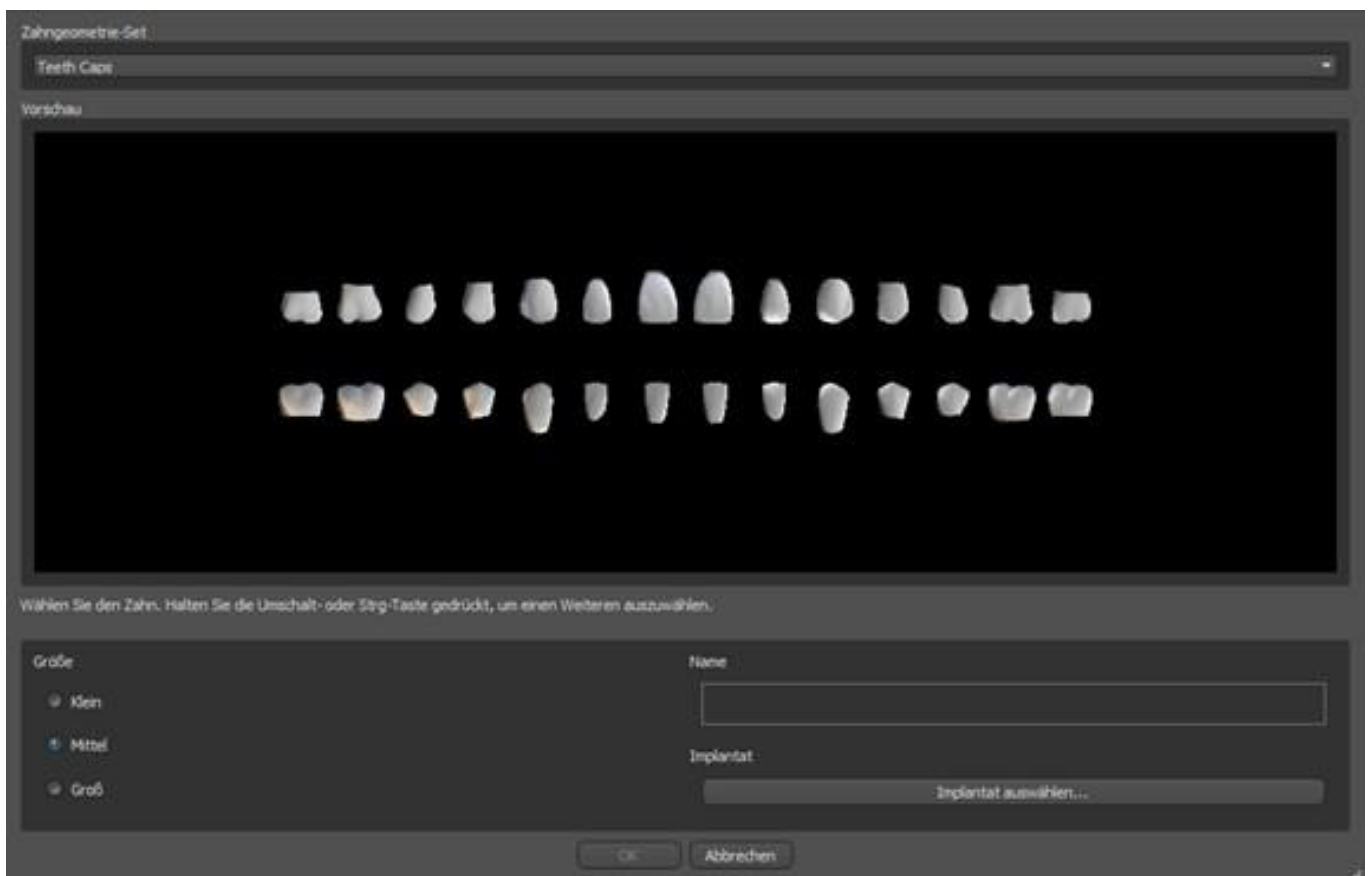 Zahngeometrie-Set
Teeth Caps
Vorschau
Wählen Sie den Zahn. Halten Sie die Umschalt- oder Strg-Taste gedrückt, um einen Weiteren auszuwählen.
Größe
Klein
Mittel
Groß
Name
Implantat
Implantat auswählen...
OK
Abbrechen